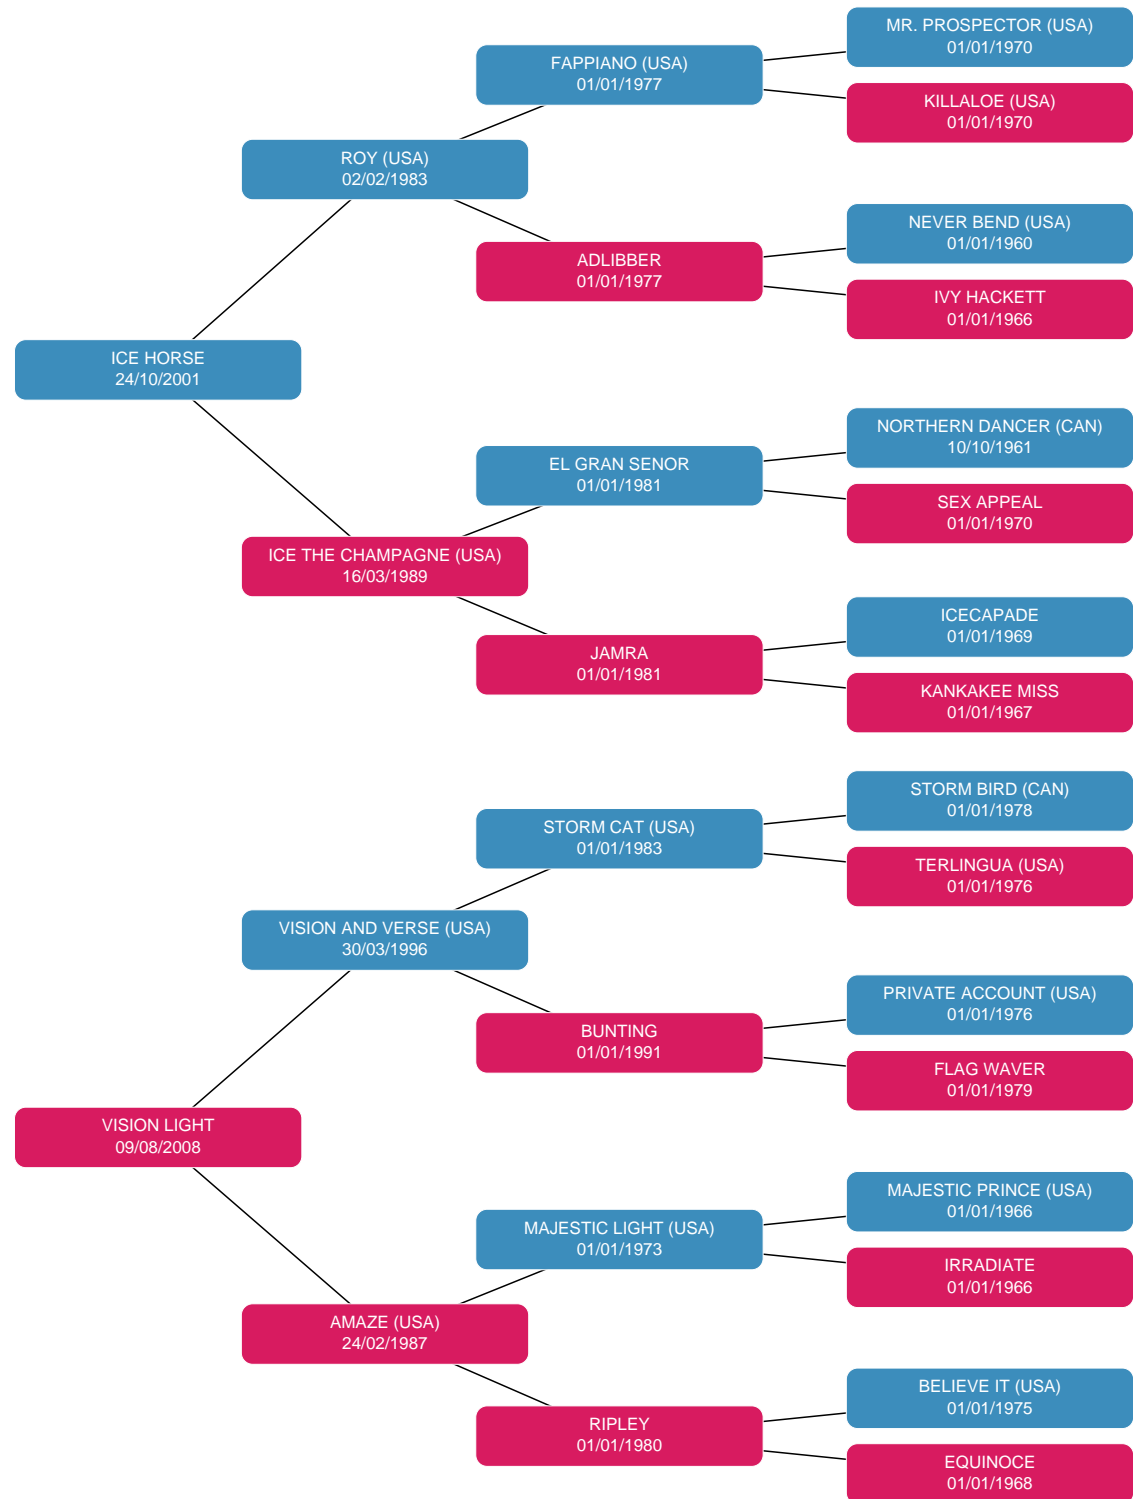 MR. PROSPECTOR (USA)
01/01/1970
FAPPIANO (USA)
01/01/1977
KILLALOE (USA)
01/01/1970
ROY (USA)
02/02/1983
NEVER BEND (USA)
01/01/1960
ADLIBBER
01/01/1977
IVY HACKETT
01/01/1966
ICE HORSE
24/10/2001
NORTHERN DANCER (CAN)
10/10/1961
EL GRAN SENOR
01/01/1981
SEX APPEAL
01/01/1970
ICE THE CHAMPAGNE (USA)
16/03/1989
ICECAPADE
01/01/1969
JAMRA
01/01/1981
KANKAKEE MISS
01/01/1967
STORM BIRD (CAN)
01/01/1978
STORM CAT (USA)
01/01/1983
TERLINGUA (USA)
01/01/1976
VISION AND VERSE (USA)
30/03/1996
PRIVATE ACCOUNT (USA)
01/01/1976
BUNTING
01/01/1991
FLAG WAVER
01/01/1979
VISION LIGHT
09/08/2008
MAJESTIC PRINCE (USA)
01/01/1966
MAJESTIC LIGHT (USA)
01/01/1973
IRRADIATE
01/01/1966
AMAZE (USA)
24/02/1987
BELIEVE IT (USA)
01/01/1975
RIPLEY
01/01/1980
EQUINOCE
01/01/1968